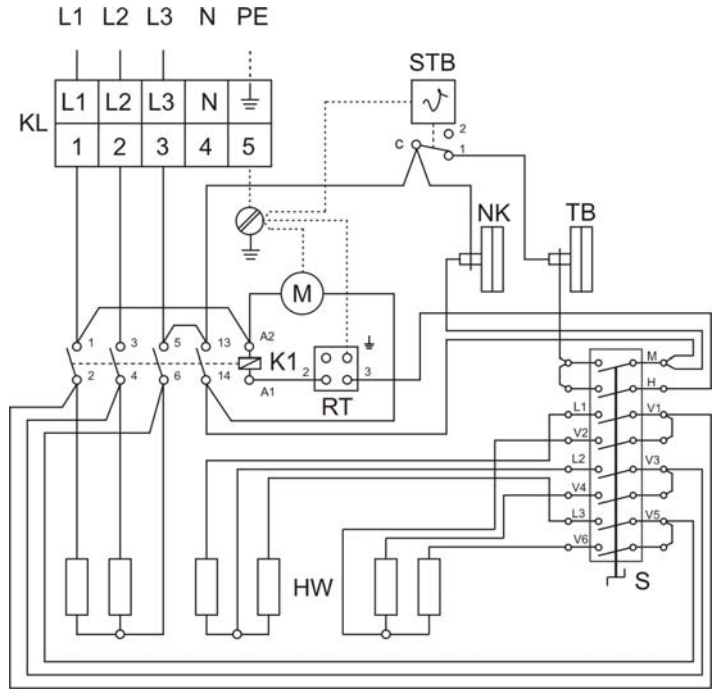 L1 L2 L3 N PE
STB
KL
L1 L2 L3 N
1 2 3 4 5
2
C
1
NK TB
M
1 3 5 13 A2
K1
2 4 6 14 A1
2 3
RT
M
H
L1 V1
V2
L2 V3
V4
L3 V5
V6
HW
S